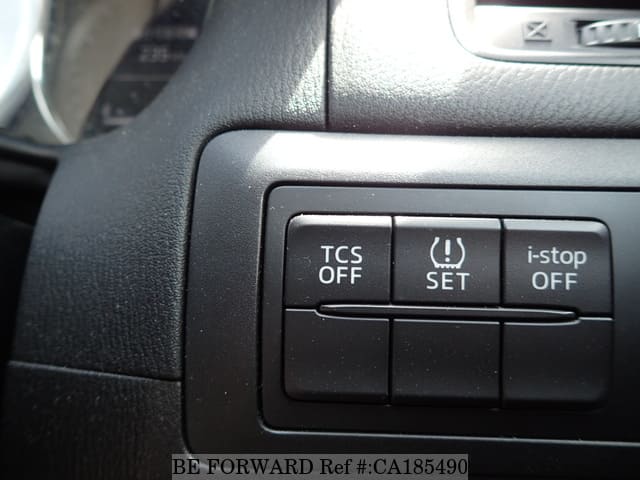 TCS
OFF
SET
i-stop
OFF
BE FORWARD Ref #:CA185490